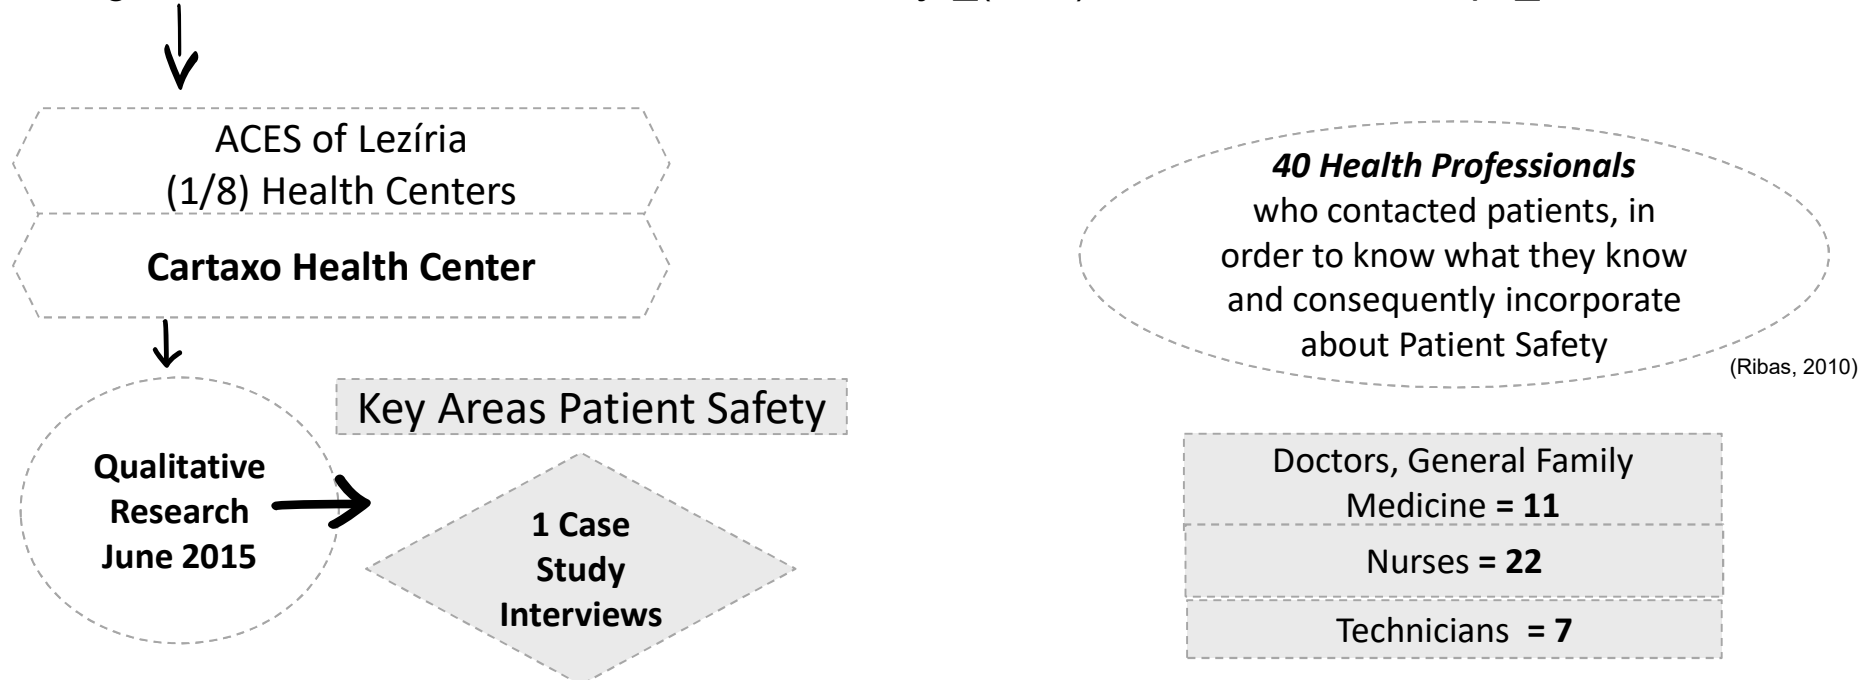 ACES of Lezíria
(1/8) Health Centers
Cartaxo Health Center
Key Areas Patient Safety
Qualitative
Research
June 2015
1 Case
Study
Interviews
40 Health Professionals
who contacted patients, in
order to know what they know
and consequently incorporate
about Patient Safety
(Ribas, 2010)
Doctors, General Family
Medicine = 11
Nurses = 22
Technicians = 7